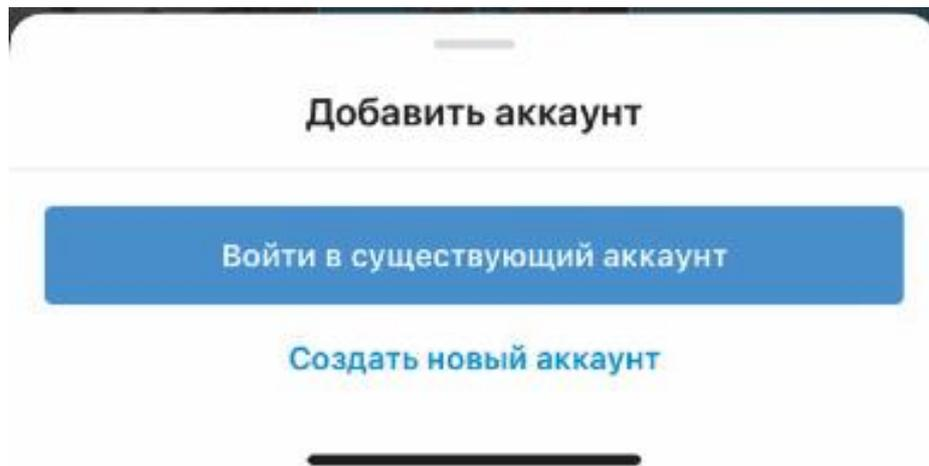 Добавить аккаунт
Войти в существующий аккаунт
Создать новый аккаунт